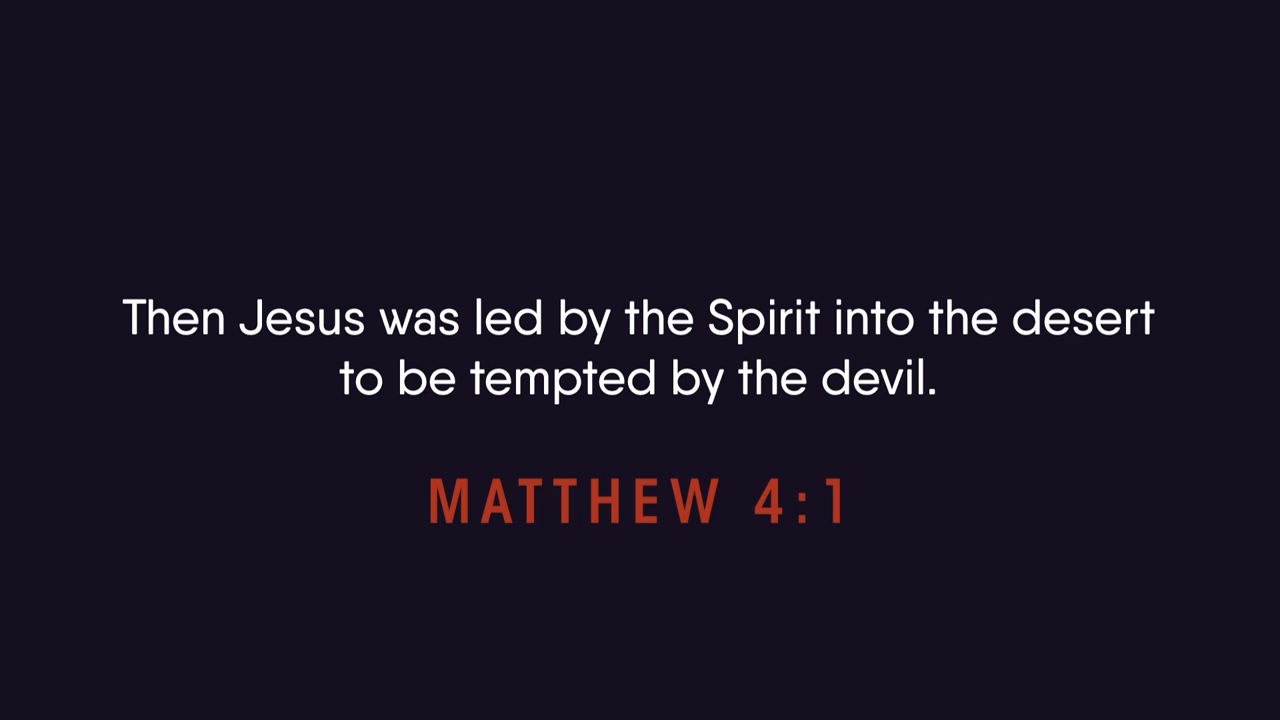 Then Jesus was led by the Spirit into the desert
to be tempted by the devil.
MATTHEW 4:1